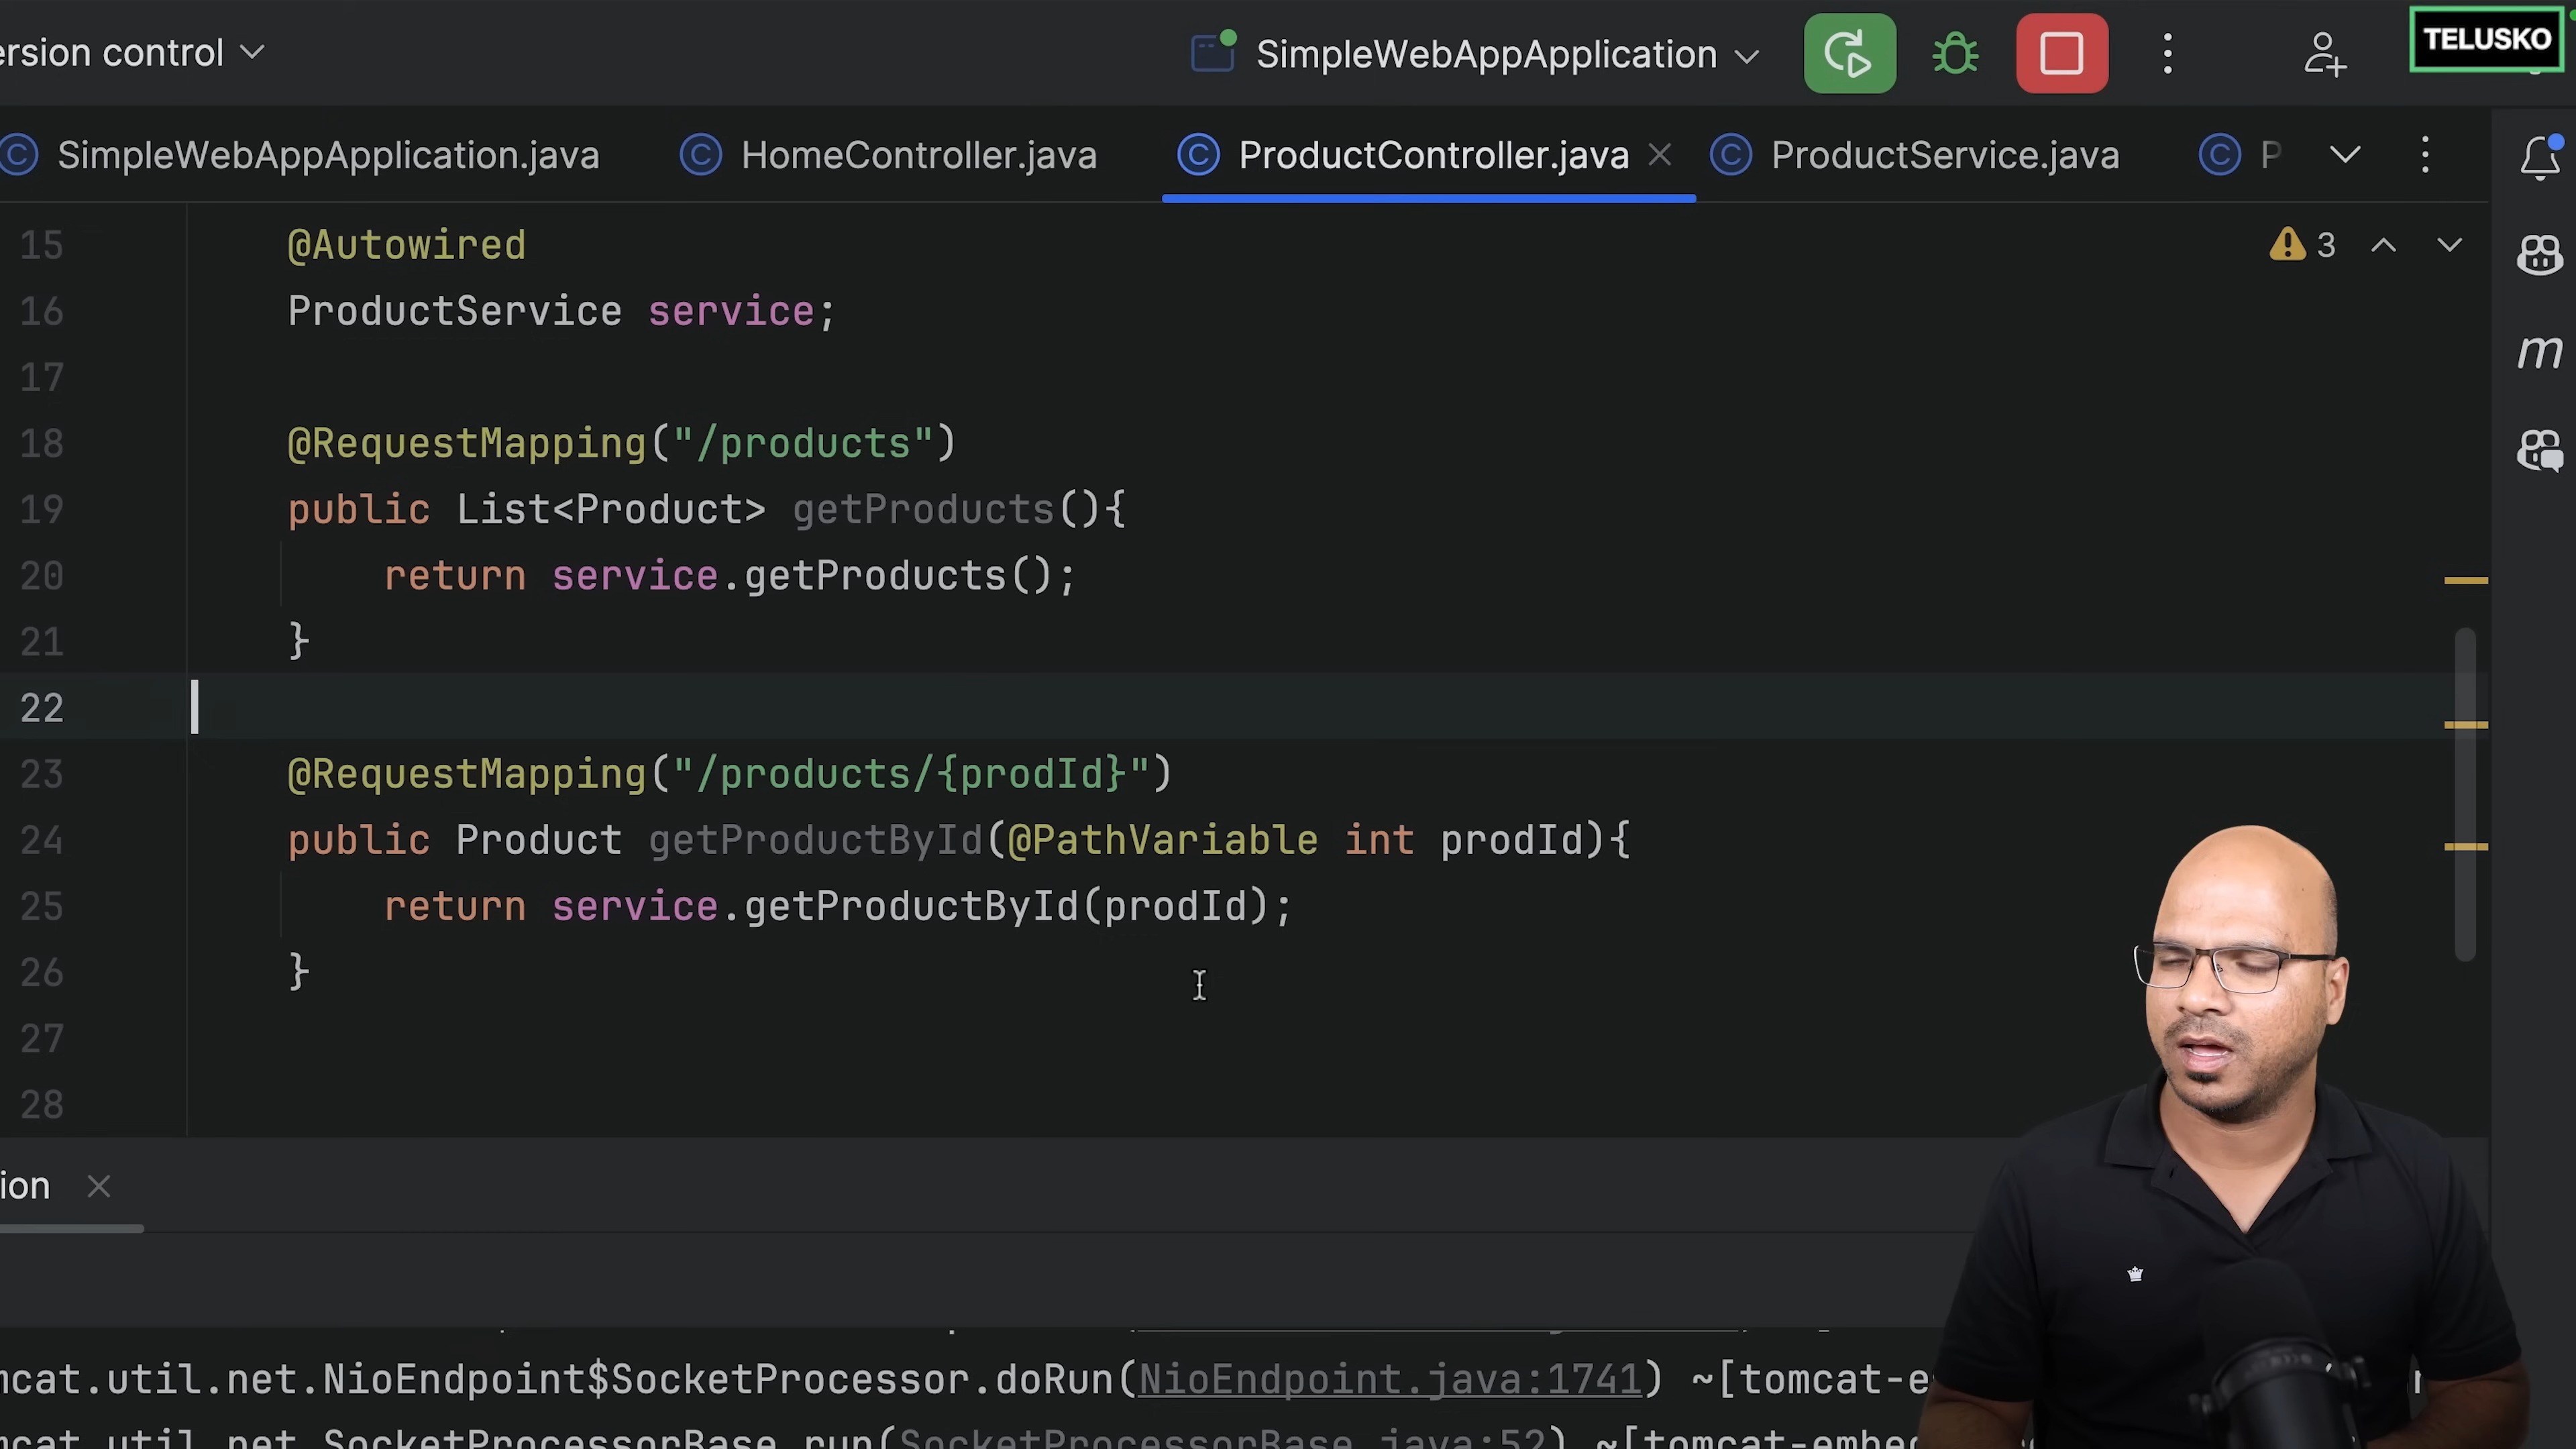 ersion control
SimpleWebAppApplication
TELUSKO
SimpleWebAppApplication.java
HomeController.java
ProductController.java
ProductService.java
P
15 @Autowired
3
16 ProductService service;
17
18 @RequestMapping("/products")
19 public List<Product> getProducts(){
20 return service.getProducts();
21 }
22
23 @RequestMapping("/products/{prodId}")
24 public Product getProductById(@PathVariable int prodId){
25 return service.getProductById(prodId);
26 }
27
28
ion
mcat.util.net.NioEndpoint$SocketProcessor.doRun(NioEndpoint.java:1741) ~[tomcat-e
mcat.util.net.SocketProcessorBase.run(SocketProcessorBase.java:52) ~[tomcat-embe